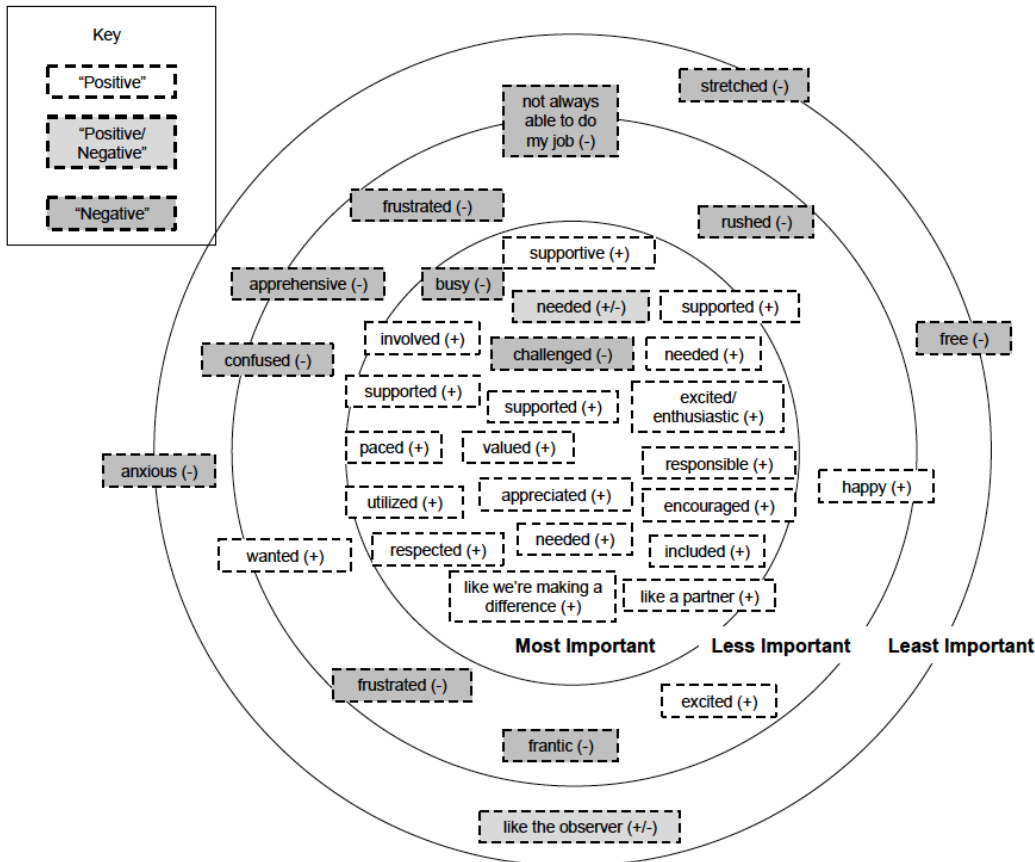 Key
“Positive”
“Positive/
Negative”
“Negative”
stretched (-)
not always
able to do
my job (-)
frustrated (-)
rushed (-)
supportive (+)
apprehensive (-)
busy (-)
needed (+/-)
supported (+)
involved (+)
free (-)
confused (-)
challenged (-)
needed (+)
supported (+)
supported (+)
excited/
enthusiastic (+)
anxious (-)
paced (+)
valued (+)
responsible (+)
happy (+)
utilized (+)
appreciated (+)
encouraged (+)
wanted (+)
respected (+)
needed (+)
included (+)
like we’re making a
difference (+)
like a partner (+)
Most Important
Less Important
Least Important
frustrated (-)
excited (+)
frantic (-)
like the observer (+/-)